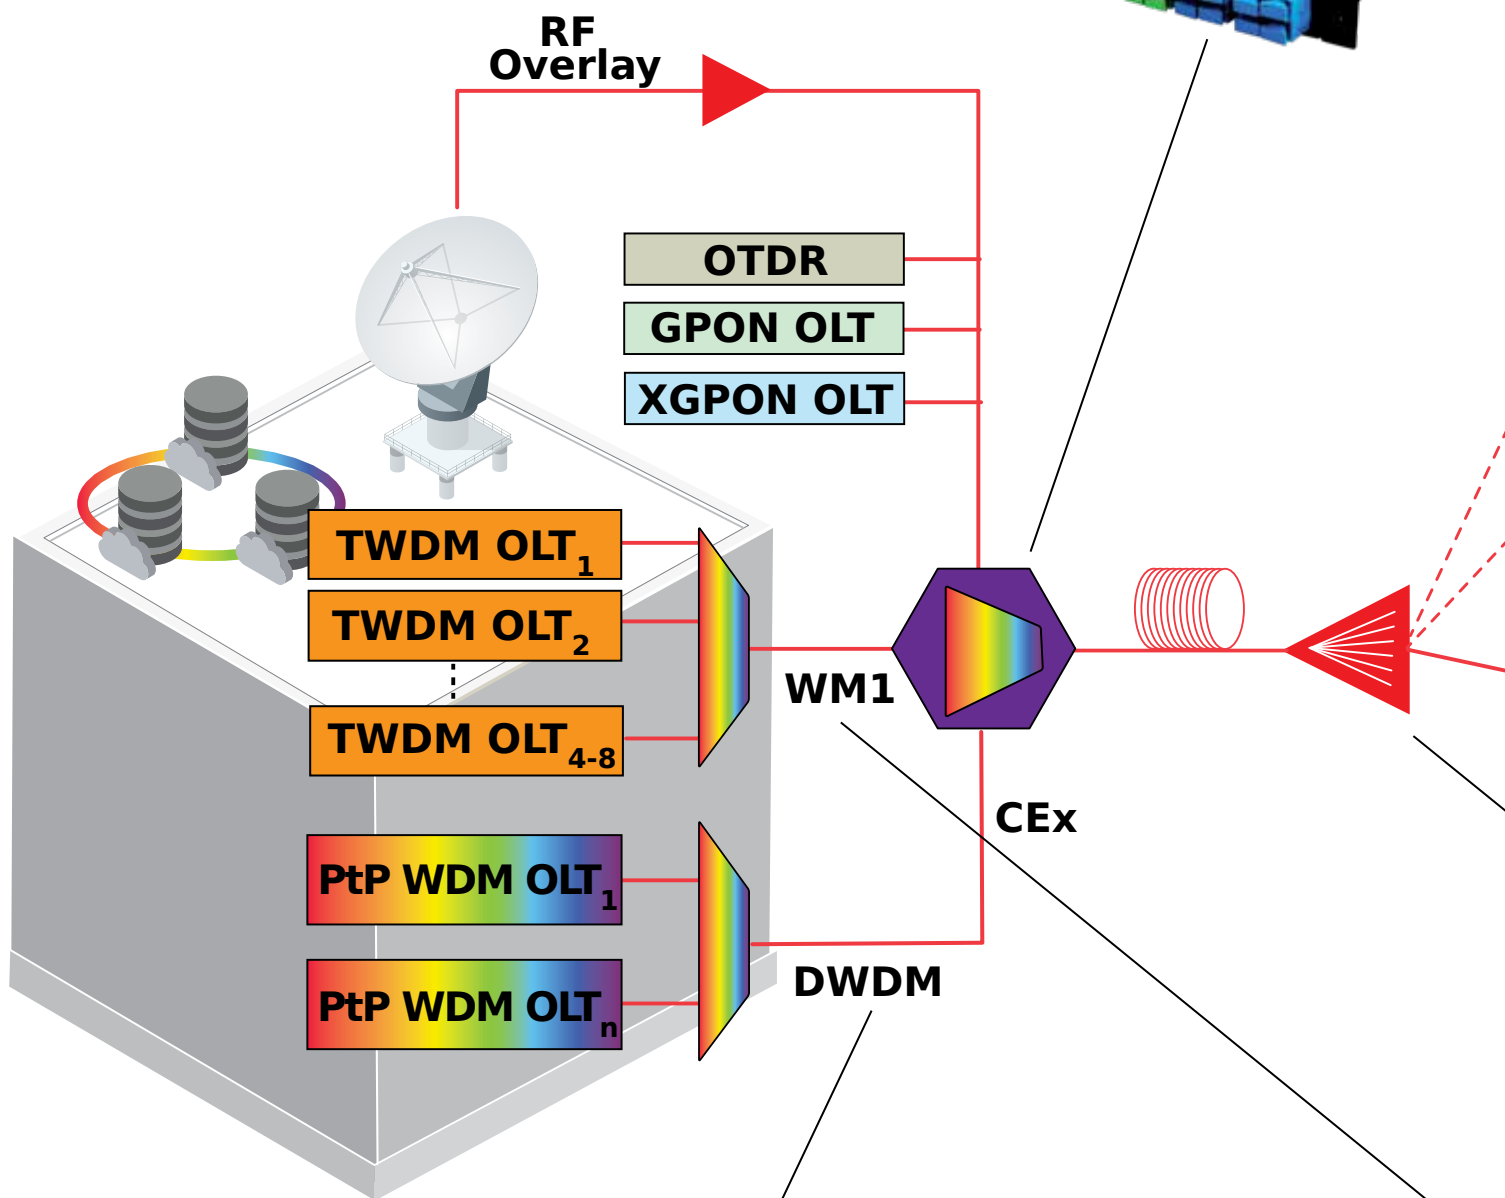 RF
Overlay
OTDR
GPON OLT
XGPON OLT
TWDM OLT1
TWDM OLT2
WM1
TWDM OLT4-8
CEx
PtP WDM OLT1
DWDM
PtP WDM OLTn